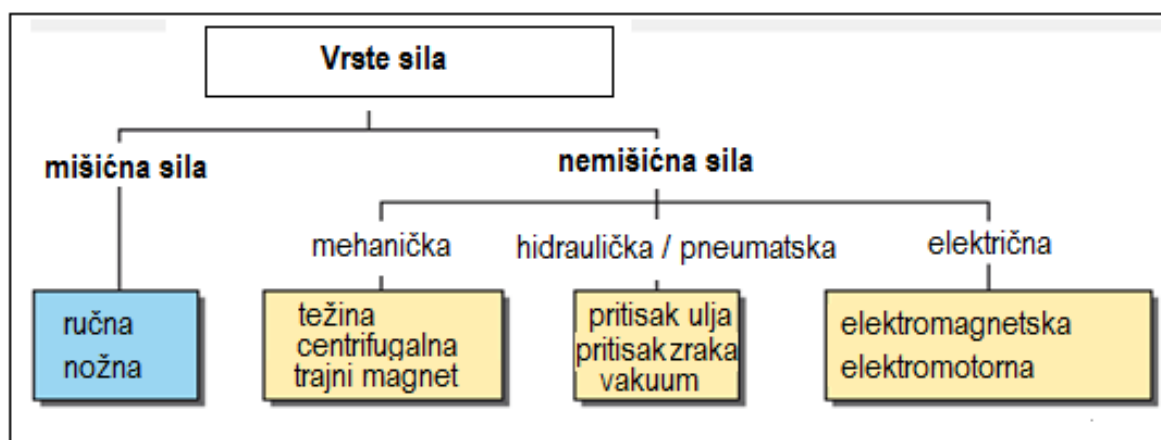 Vrste sila
mišićna sila
nemišićna sila
mehanička
hidraulička / pneumatska
električna
ručna
nožna
težina
centrifugalna
trajni magnet
pritisak ulja
pritisak zraka
vakuum
elektromagnetska
elektromotorna